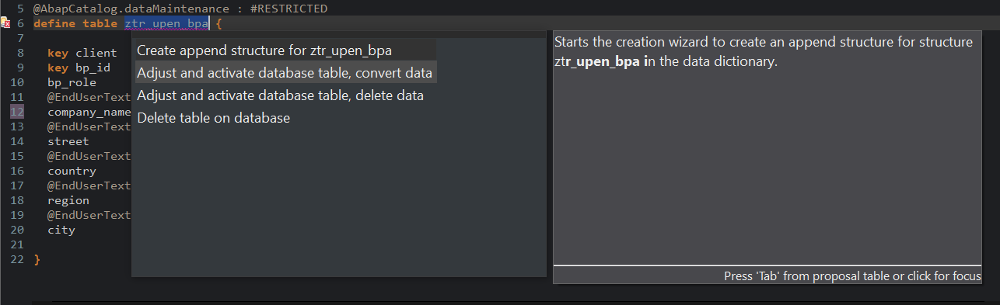 5 @AbapCatalog.dataMaintenance : #RESTRICTED
6 define table ztr_upen_bpa {
7
8 key client
9 key bp_id
10 bp_role
11 @EndUserText
12 company_name
13 @EndUserText
14 street
15 @EndUserText
16 country
17 @EndUserText
18 region
19 @EndUserText
20 city
21
22 }
Create append structure for ztr_upen_bpa
Adjust and activate database table, convert data
Adjust and activate database table, delete data
Delete table on database
Starts the creation wizard to create an append structure for structure
ztr_upen_bpa in the data dictionary.
Press 'Tab' from proposal table or click for focus